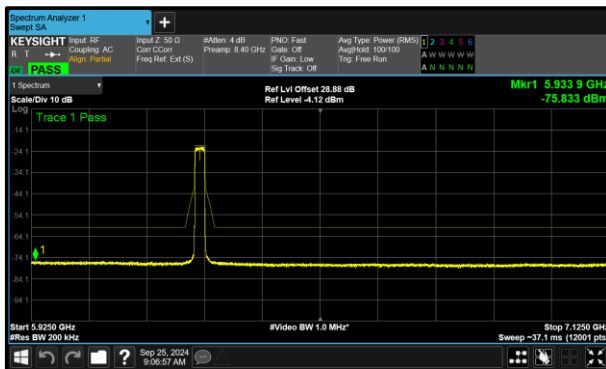 Spectrum Analyzer 1
Swept SA
KEYSIGHT
R T
PASS
Input: RF
Coupling: AC
Align: Partial
Input Z: 50 Ω
Corr CCorr
Freq Ref: Ext (S)
#Atten: 4 dB
Preamp: 8.40 GHz
PNO: Fast
Gate: Off
IF Gain: Low
Sig Track: Off
Avg Type: Power (RMS)
Avg|Hold: 100/100
Trig: Free Run
1 2 3 4 5 6
A W W W W W
A N N N N N
1 Spectrum
Scale/Div 10 dB
Ref Lvl Offset 28.88 dB
Ref Level -4.12 dBm
Mkr1 5.933 9 GHz
-75.833 dBm
Log
Trace 1 Pass
-14.1
-24.1
-34.1
-44.1
-54.1
-64.1
-74.1
-84.1
-94.1
1
Start 5.9250 GHz
#Res BW 200 kHz
#Video BW 1.0 MHz*
Stop 7.1250 GHz
Sweep ~37.1 ms (12001 pts)
Sep 25, 2024
9:06:57 AM